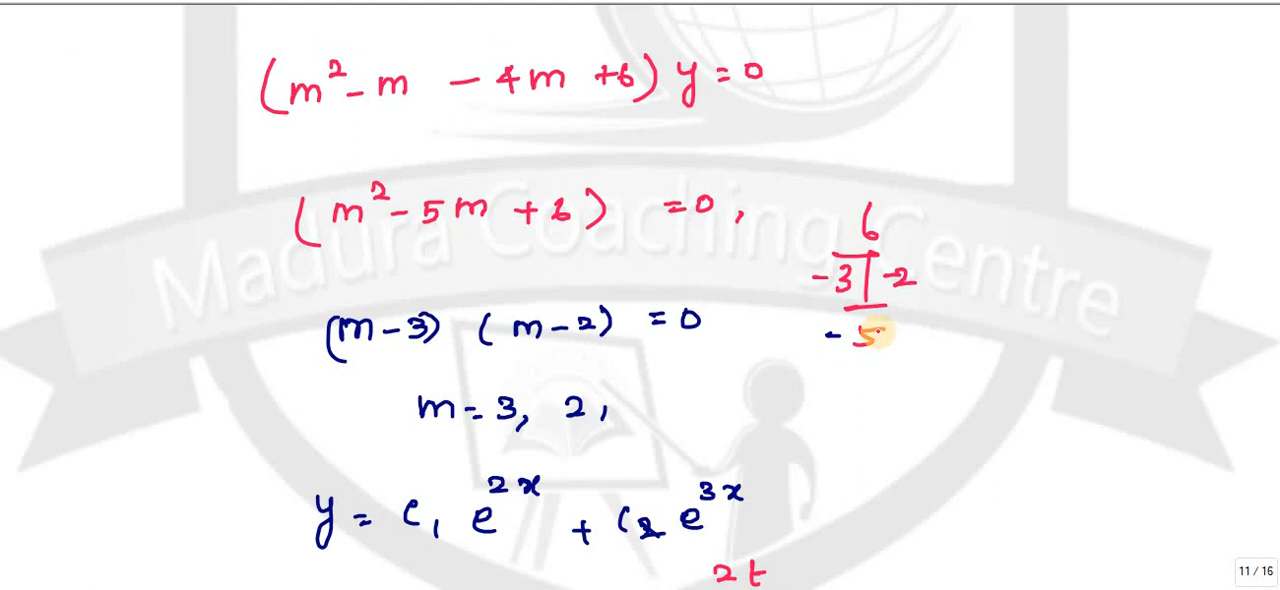 (m² - m - 4m + 6) y = 0
(m² - 5m + 6) = 0,
6
-3 | -2
-5
(m - 3) (m - 2) = 0
m = 3, 2,
y = c₁ e^2x + c₂ e^3x
2t
Madura Coaching Centre
11 / 16